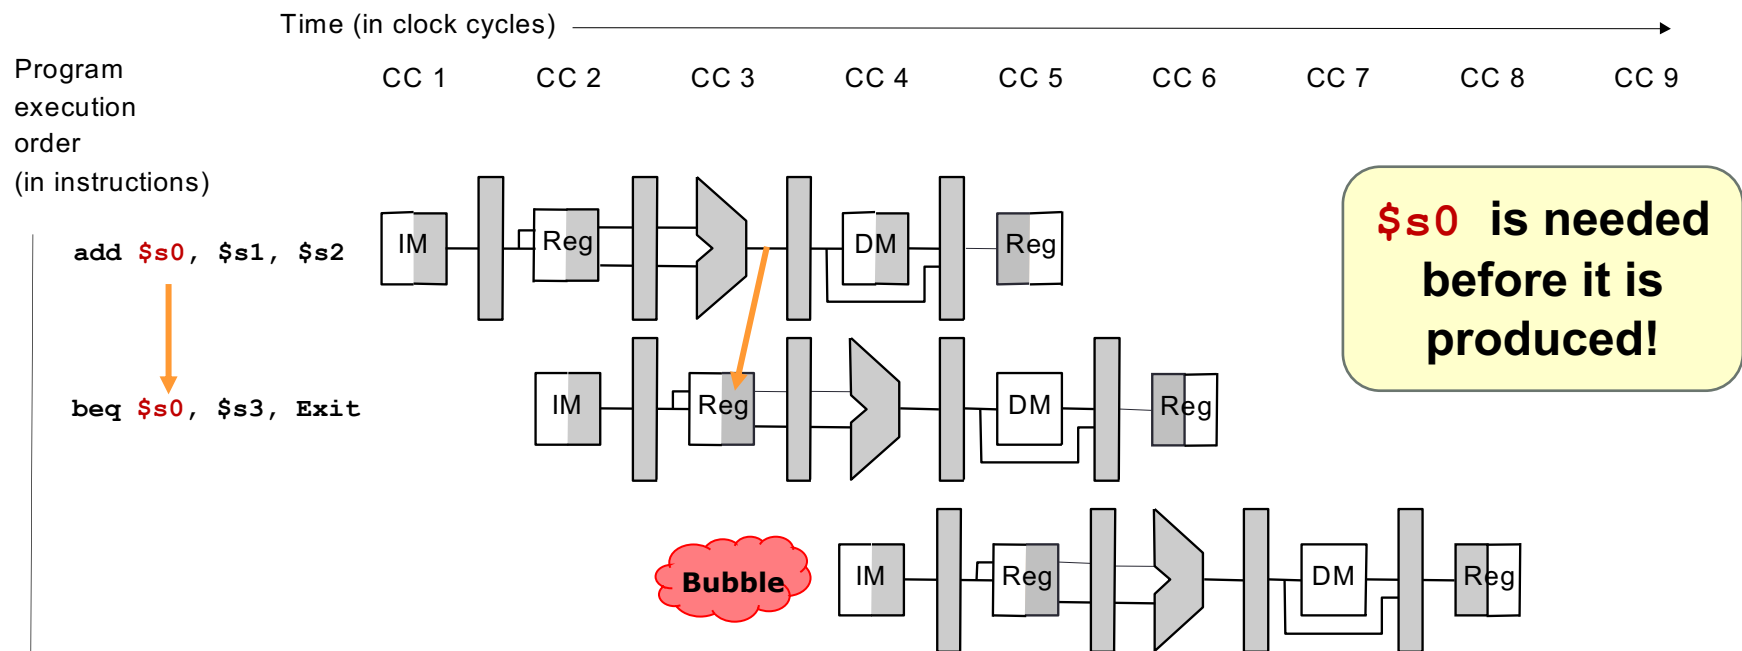 Time (in clock cycles)
Program
execution
order
(in instructions)
CC 1 CC 2 CC 3 CC 4 CC 5 CC 6 CC 7 CC 8 CC 9
add $s0, $s1, $s2
IM Reg DM Reg
$s0 is needed
before it is
produced!
beq $s0, $s3, Exit
IM Reg DM Reg
Bubble
IM Reg DM Reg